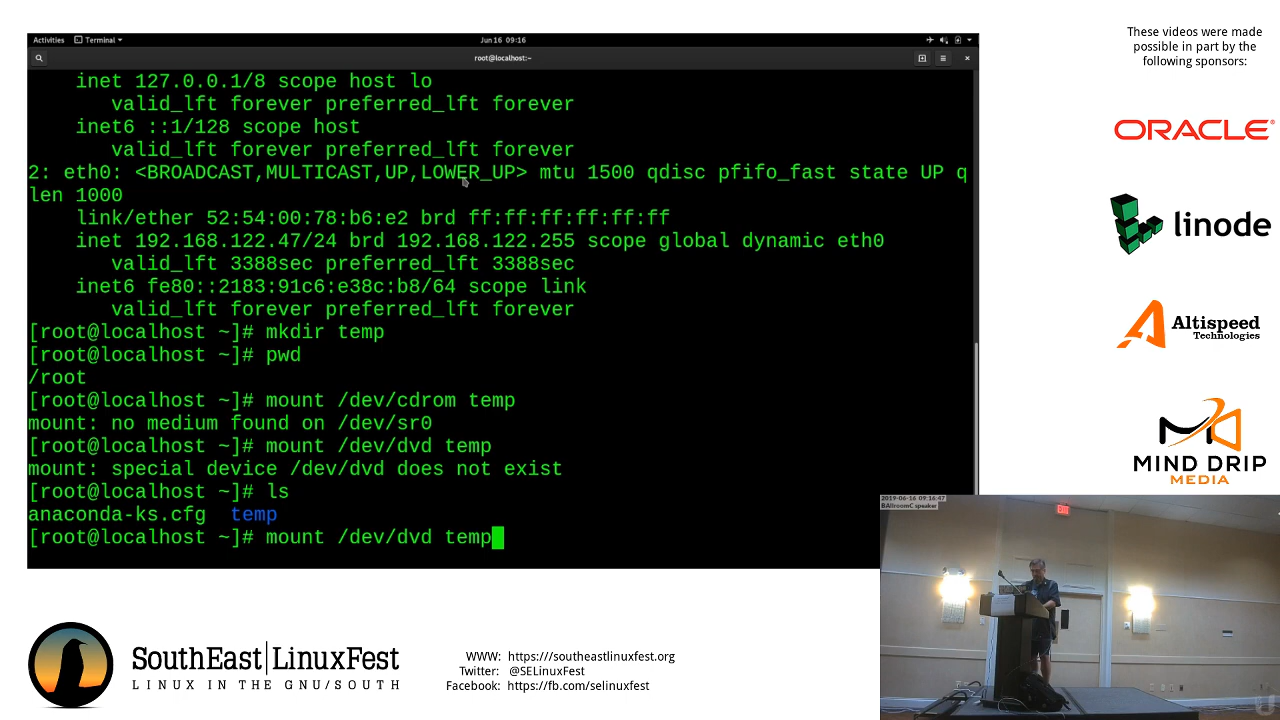 Activities Terminal Jun 16 09:16
root@localhost:~
inet 127.0.0.1/8 scope host lo
valid_lft forever preferred_lft forever
inet6 ::1/128 scope host
valid_lft forever preferred_lft forever
2: eth0: <BROADCAST,MULTICAST,UP,LOWER_UP> mtu 1500 qdisc pfifo_fast state UP q
len 1000
link/ether 52:54:00:78:b6:e2 brd ff:ff:ff:ff:ff:ff
inet 192.168.122.47/24 brd 192.168.122.255 scope global dynamic eth0
valid_lft 3388sec preferred_lft 3388sec
inet6 fe80::2183:91c6:e38c:b8/64 scope link
valid_lft forever preferred_lft forever
[root@localhost ~]# mkdir temp
[root@localhost ~]# pwd
/root
[root@localhost ~]# mount /dev/cdrom temp
mount: no medium found on /dev/sr0
[root@localhost ~]# mount /dev/dvd temp
mount: special device /dev/dvd does not exist
[root@localhost ~]# ls
anaconda-ks.cfg temp
[root@localhost ~]# mount /dev/dvd temp
These videos were made
possible in part by the
following sponsors:
ORACLE®
linode
Altispeed
Technologies
MIND DRIP
MEDIA
2019-06-16 09:16:47
BAllroomC speaker
EXIT
SouthEast|LinuxFest
LINUX IN THE GNU/SOUTH
WWW: https:///southeastlinuxfest.org
Twitter: @SELinuxFest
Facebook: https://fb.com/selinuxfest